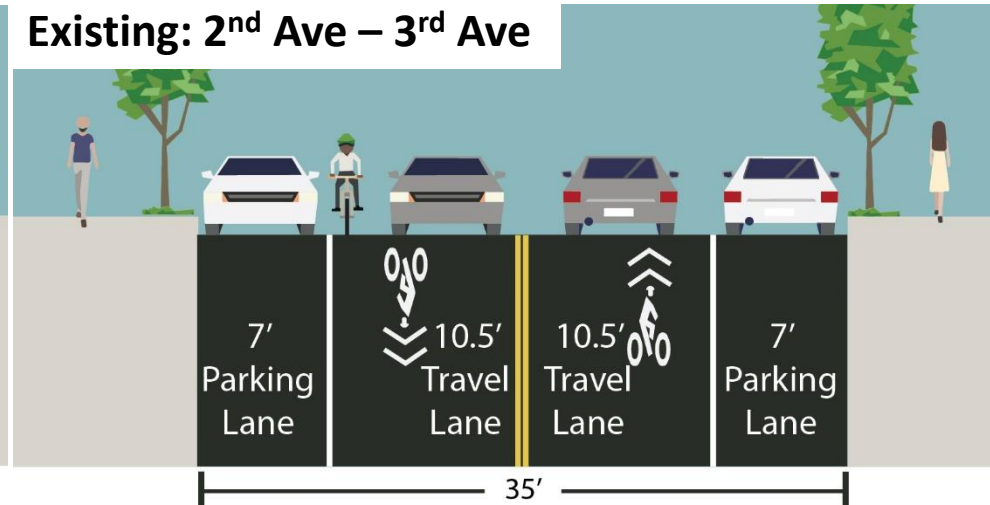 Existing: 2nd Ave – 3rd Ave
7′
Parking
Lane
10.5′
Travel
Lane
10.5′
Travel
Lane
7′
Parking
Lane
35′